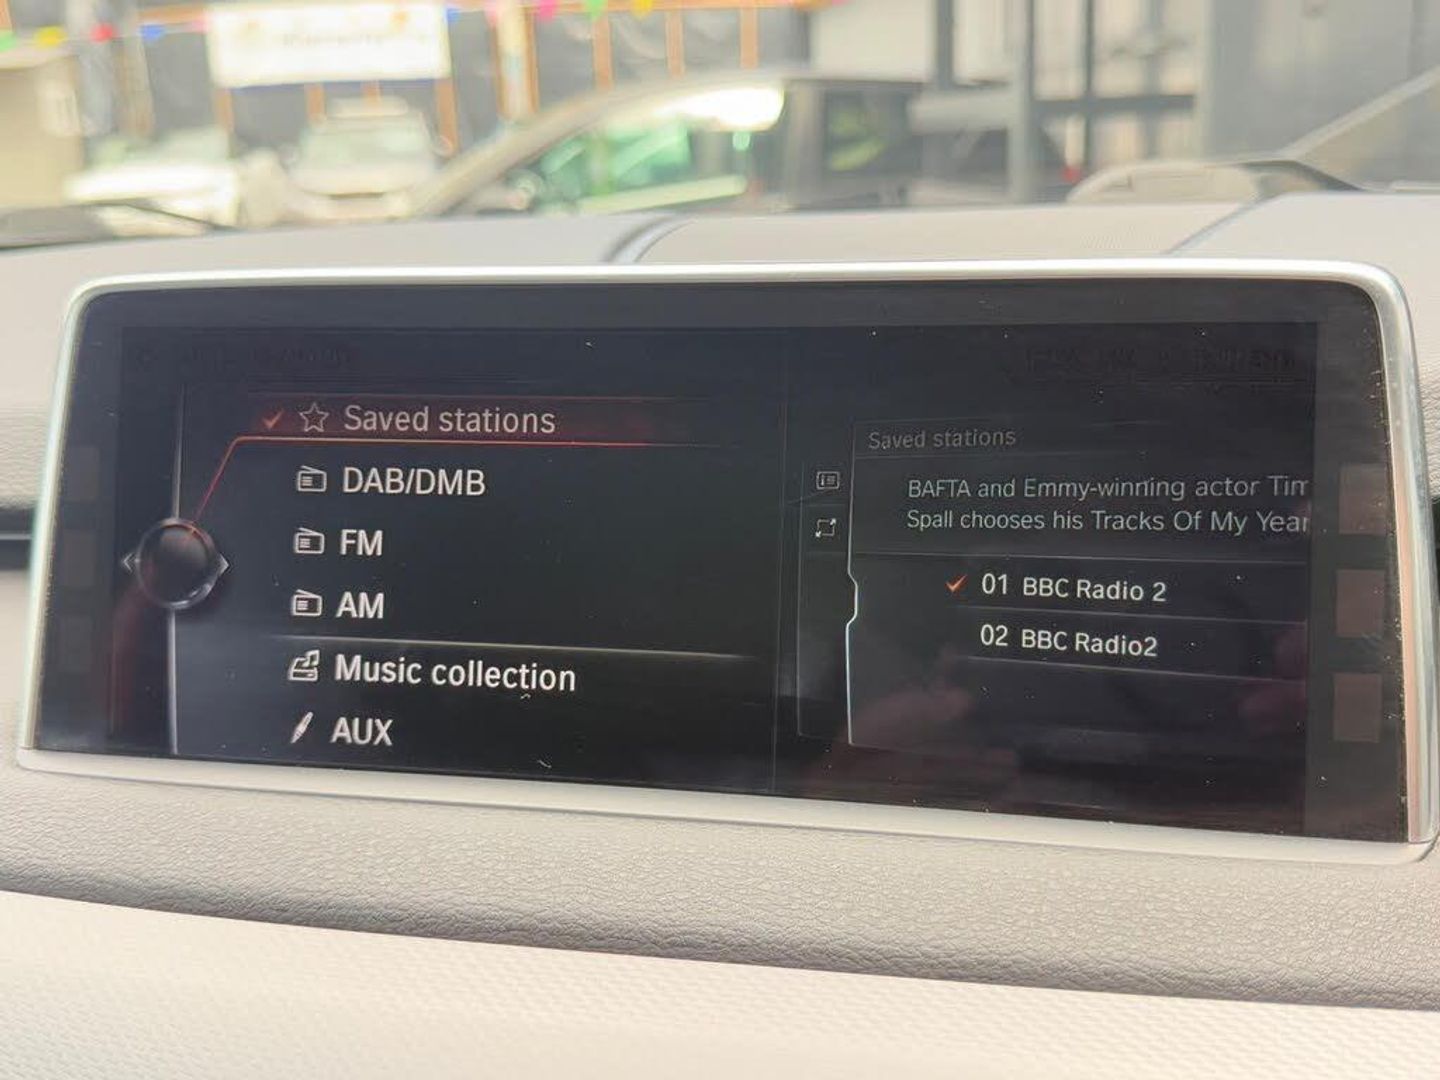 Saved stations
DAB/DMB
FM
AM
Music collection
AUX
Saved stations
BAFTA and Emmy-winning actor Tim
Spall chooses his Tracks Of My Year
01 BBC Radio 2
02 BBC Radio2